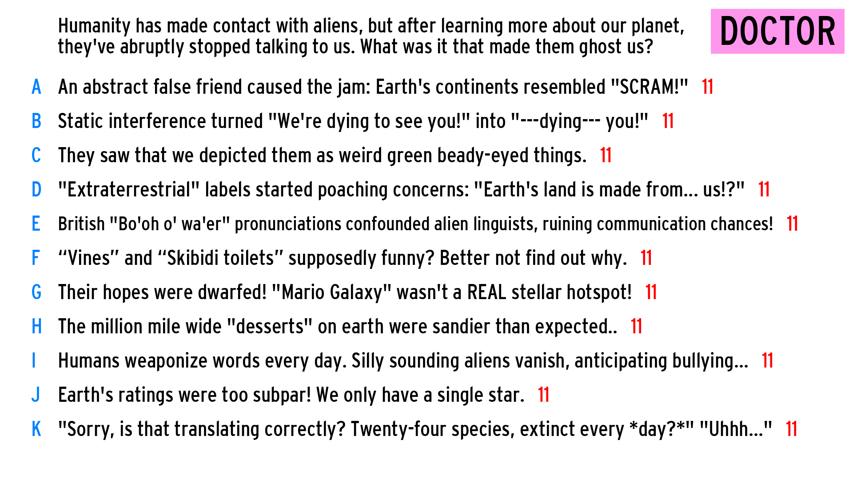 Humanity has made contact with aliens, but after learning more about our planet,
they've abruptly stopped talking to us. What was it that made them ghost us?
DOCTOR
A An abstract false friend caused the jam: Earth's continents resembled "SCRAM!" 11
B Static interference turned "We're dying to see you!" into "---dying--- you!" 11
C They saw that we depicted them as weird green beady-eyed things. 11
D "Extraterrestrial" labels started poaching concerns: "Earth's land is made from... us!?" 11
E British "Bo'oh o' wa'er" pronunciations confounded alien linguists, ruining communication chances! 11
F “Vines” and “Skibidi toilets” supposedly funny? Better not find out why. 11
G Their hopes were dwarfed! "Mario Galaxy" wasn't a REAL stellar hotspot! 11
H The million mile wide "desserts" on earth were sandier than expected.. 11
I Humans weaponize words every day. Silly sounding aliens vanish, anticipating bullying... 11
J Earth's ratings were too subpar! We only have a single star. 11
K "Sorry, is that translating correctly? Twenty-four species, extinct every *day?*" "Uhhh..." 11